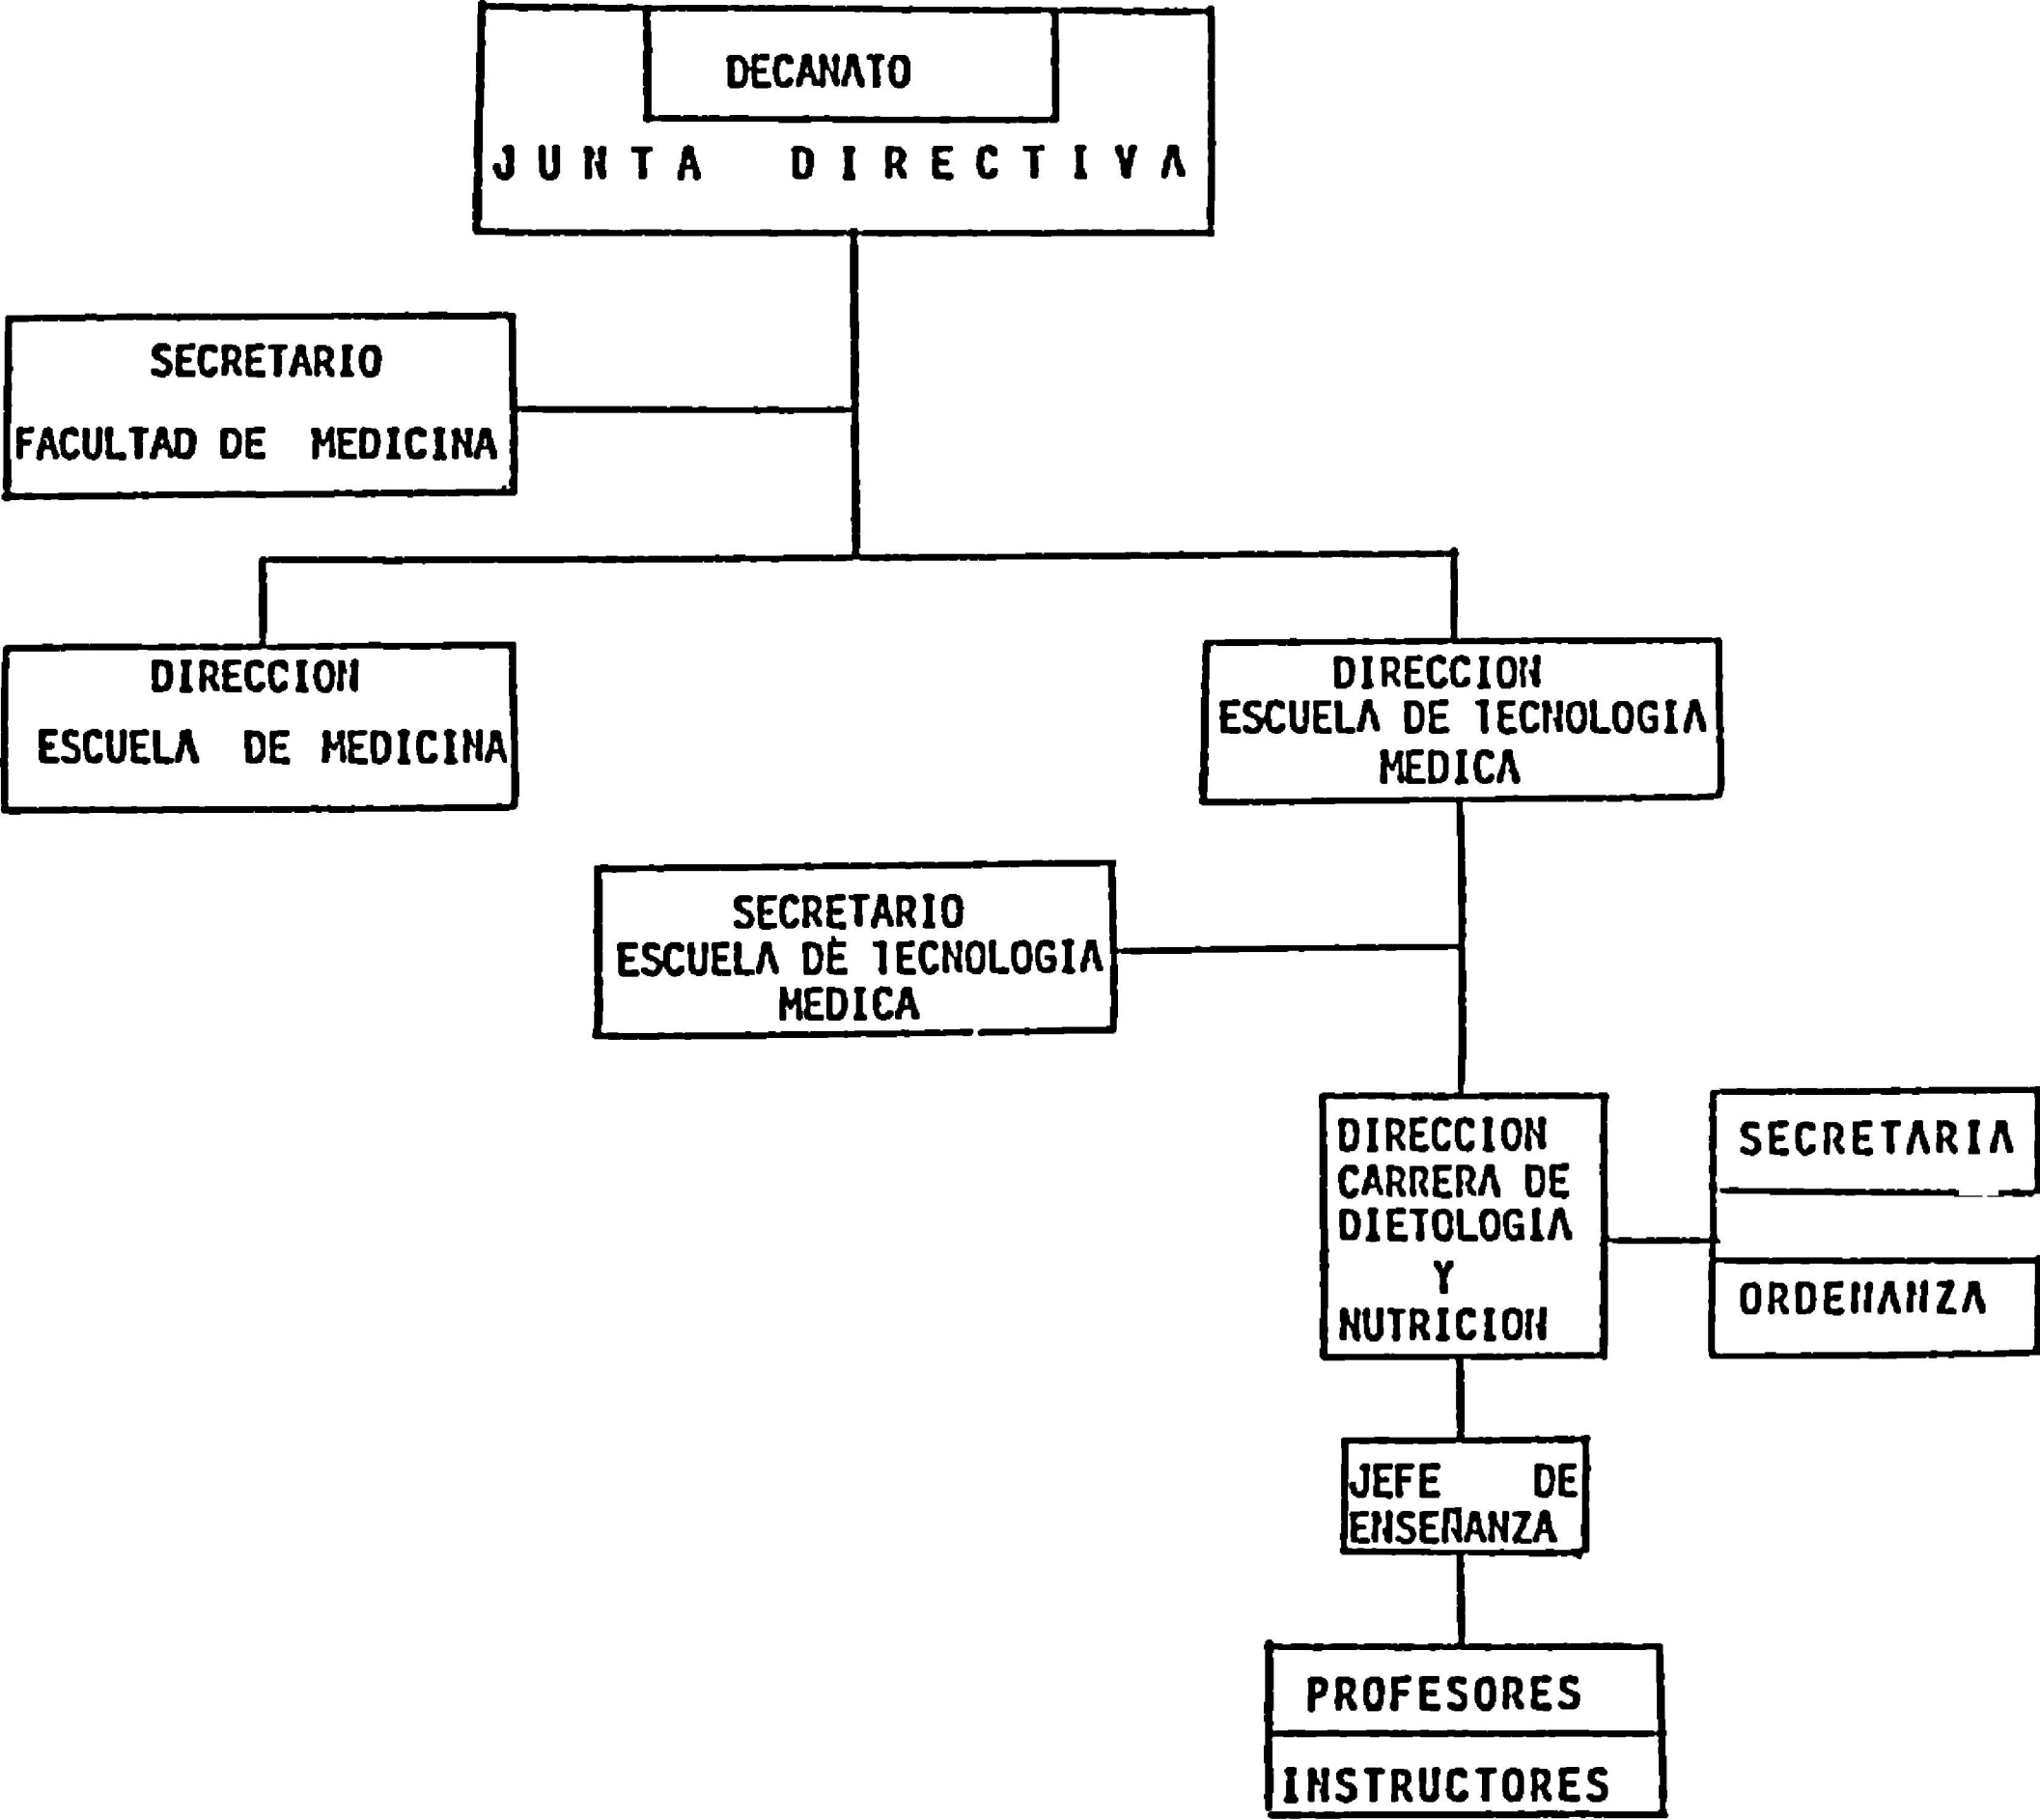 DECANATO
JUNTA DIRECTIVA
SECRETARIO
FACULTAD DE MEDICINA
DIRECCION
ESCUELA DE MEDICINA
DIRECCION
ESCUELA DE TECNOLOGIA
MEDICA
SECRETARIO
ESCUELA DE TECNOLOGIA
MEDICA
DIRECCION
CARRERA DE
DIETOLOGIA
Y
NUTRICION
SECRETARIA
ORDENANZA
JEFE DE
ENSEÑANZA
PROFESORES
INSTRUCTORES